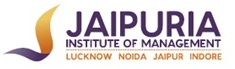 JAIPURIA
INSTITUTE OF MANAGEMENT
LUCKNOW NOIDA JAIPUR INDORE